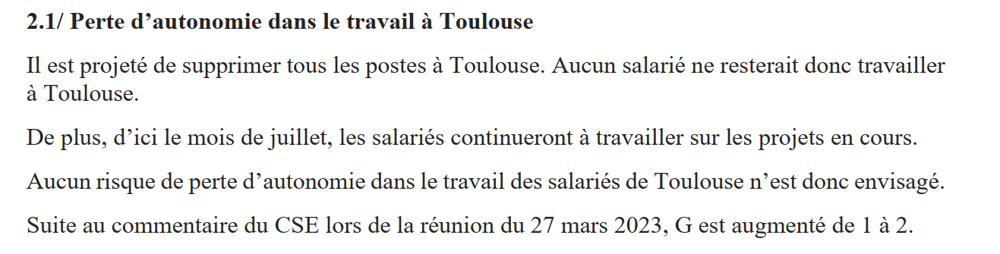 2.1/ Perte d’autonomie dans le travail à Toulouse
Il est projeté de supprimer tous les postes à Toulouse. Aucun salarié ne resterait donc travailler
à Toulouse.
De plus, d’ici le mois de juillet, les salariés continueront à travailler sur les projets en cours.
Aucun risque de perte d’autonomie dans le travail des salariés de Toulouse n’est donc envisagé.
Suite au commentaire du CSE lors de la réunion du 27 mars 2023, G est augmenté de 1 à 2.